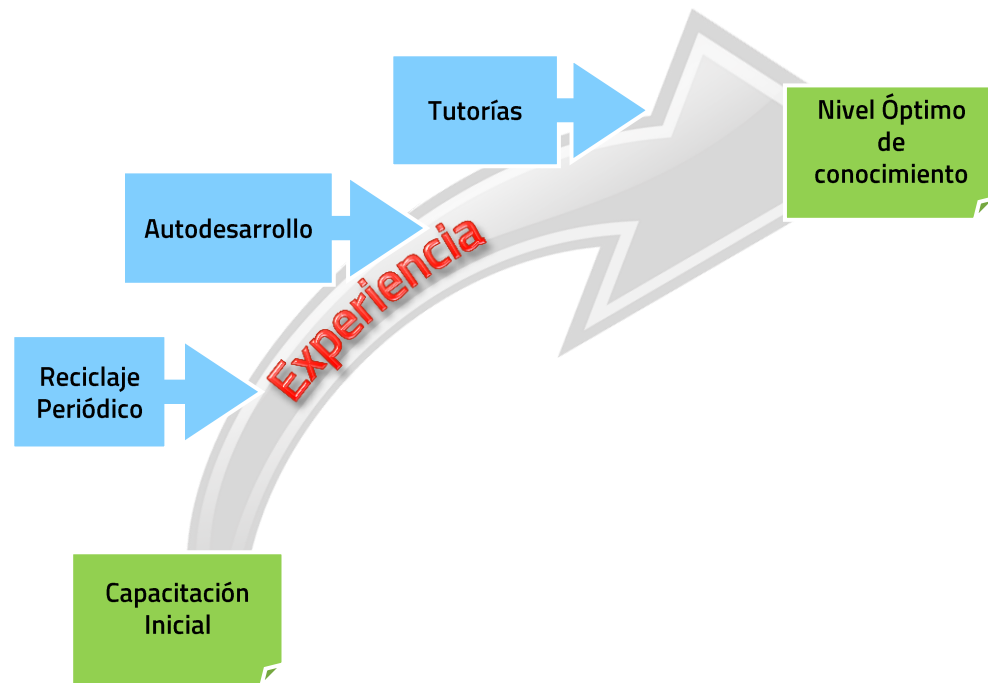 Tutorías
Nivel Óptimo
de
conocimiento
Autodesarrollo
Experiencia
Reciclaje
Periódico
Capacitación
Inicial